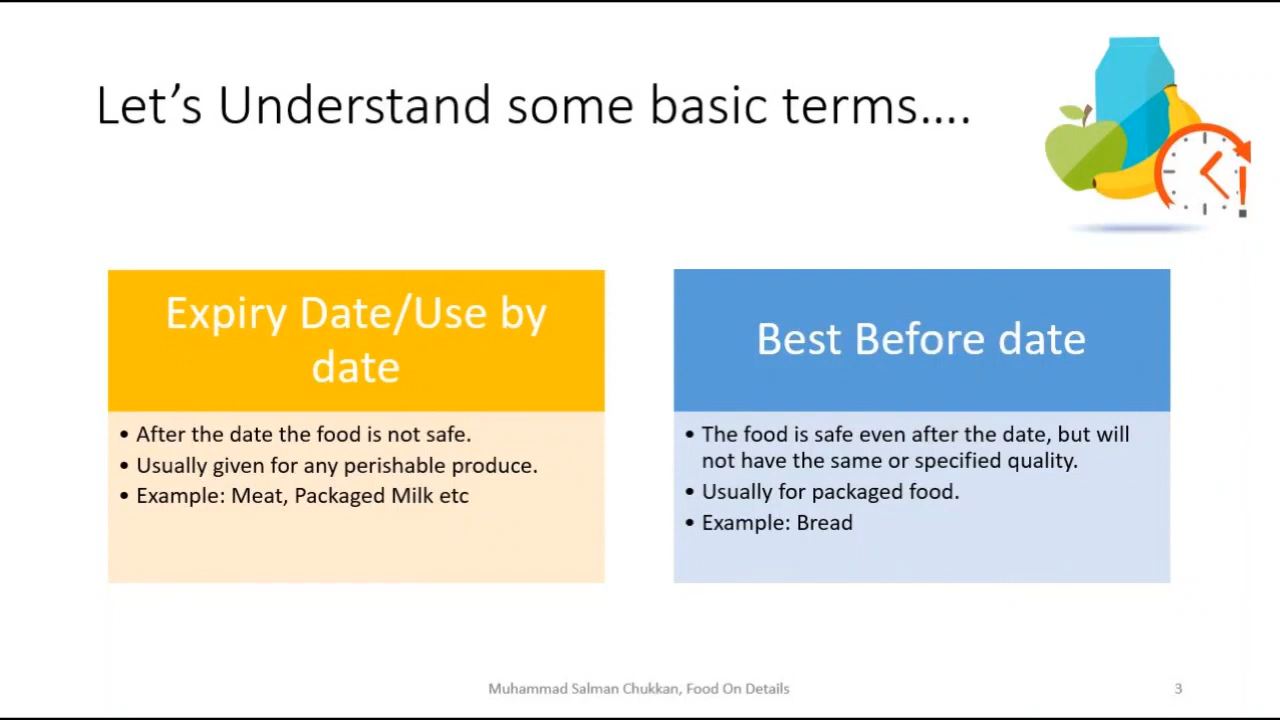 Let’s Understand some basic terms....
Expiry Date/Use by
date
• After the date the food is not safe.
• Usually given for any perishable produce.
• Example: Meat, Packaged Milk etc
Best Before date
• The food is safe even after the date, but will
not have the same or specified quality.
• Usually for packaged food.
• Example: Bread
Muhammad Salman Chukkan, Food On Details
3